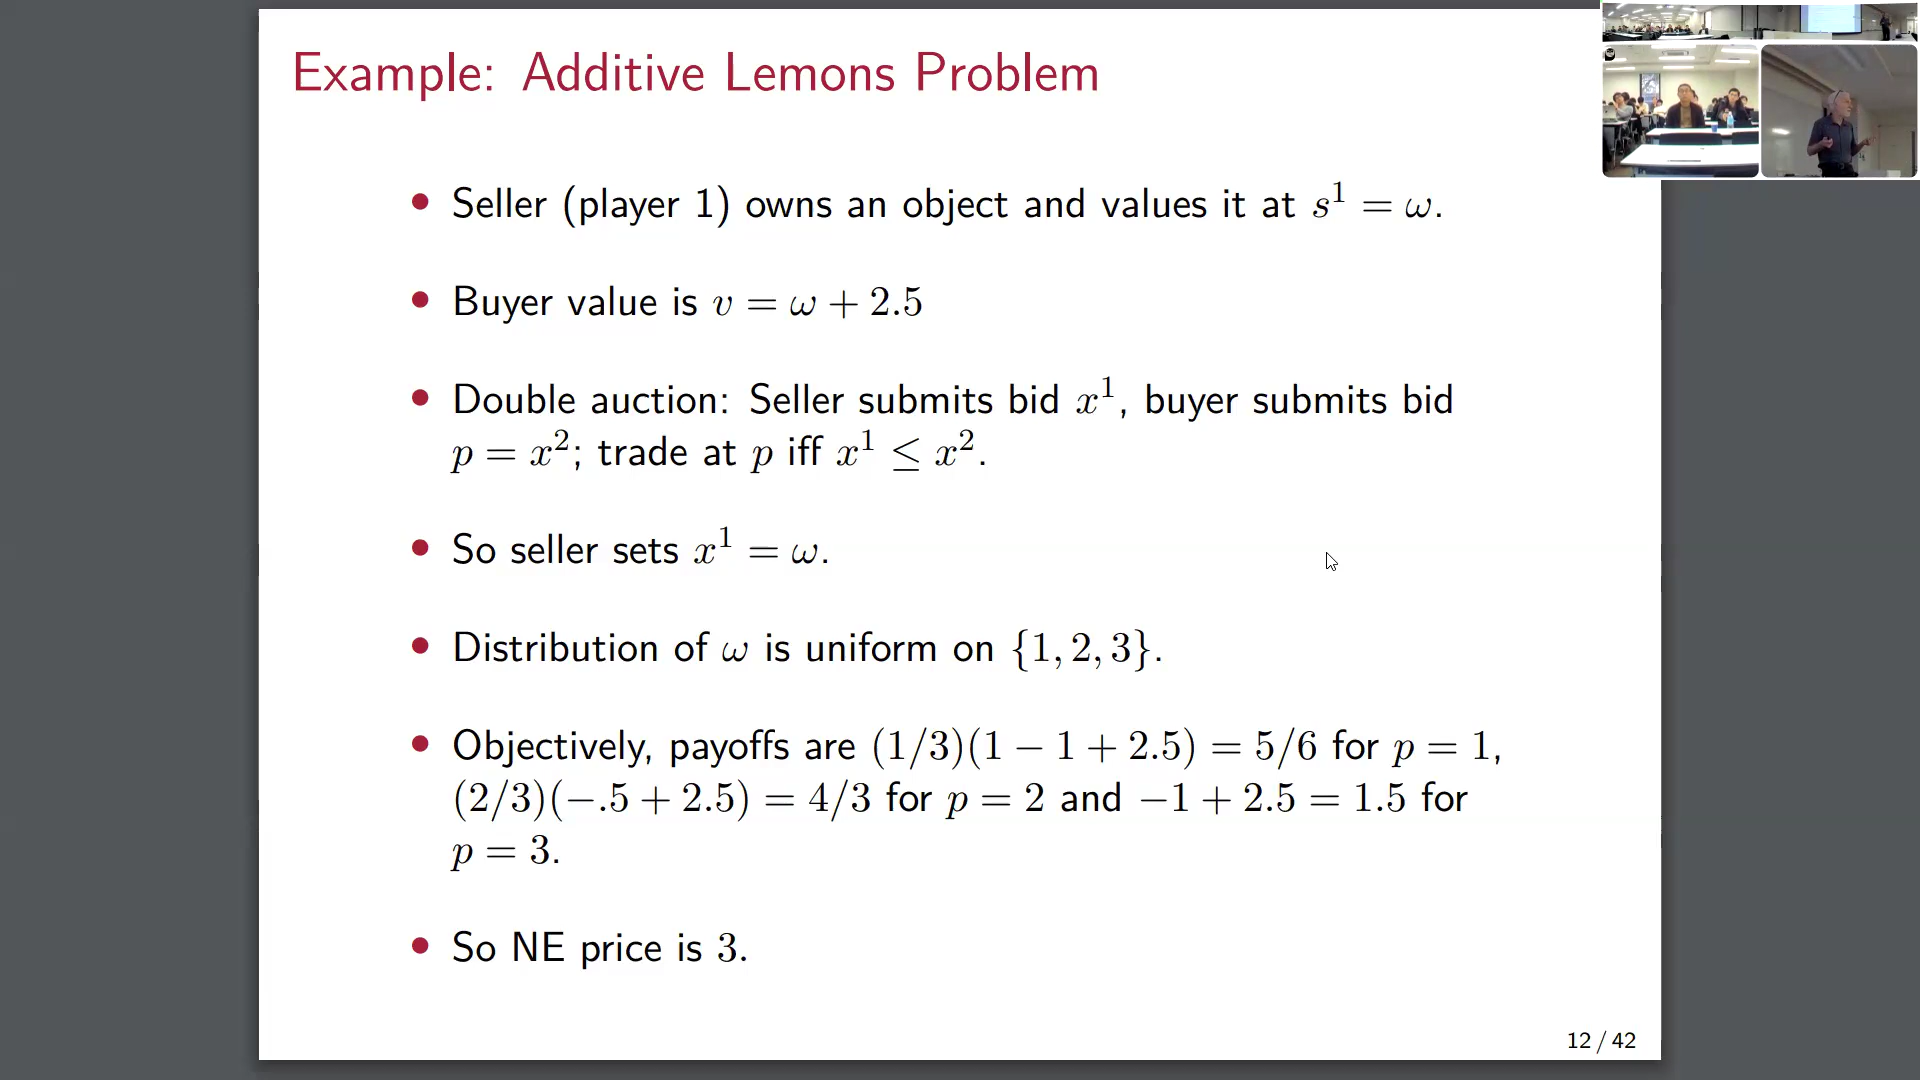 Example: Additive Lemons Problem
• Seller (player 1) owns an object and values it at s¹ = ω.
• Buyer value is v = ω + 2.5
• Double auction: Seller submits bid x¹, buyer submits bid
p = x²; trade at p iff x¹ ≤ x².
• So seller sets x¹ = ω.
• Distribution of ω is uniform on {1, 2, 3}.
• Objectively, payoffs are (1/3)(1 − 1 + 2.5) = 5/6 for p = 1,
(2/3)(−.5 + 2.5) = 4/3 for p = 2 and −1 + 2.5 = 1.5 for
p = 3.
• So NE price is 3.
12 / 42